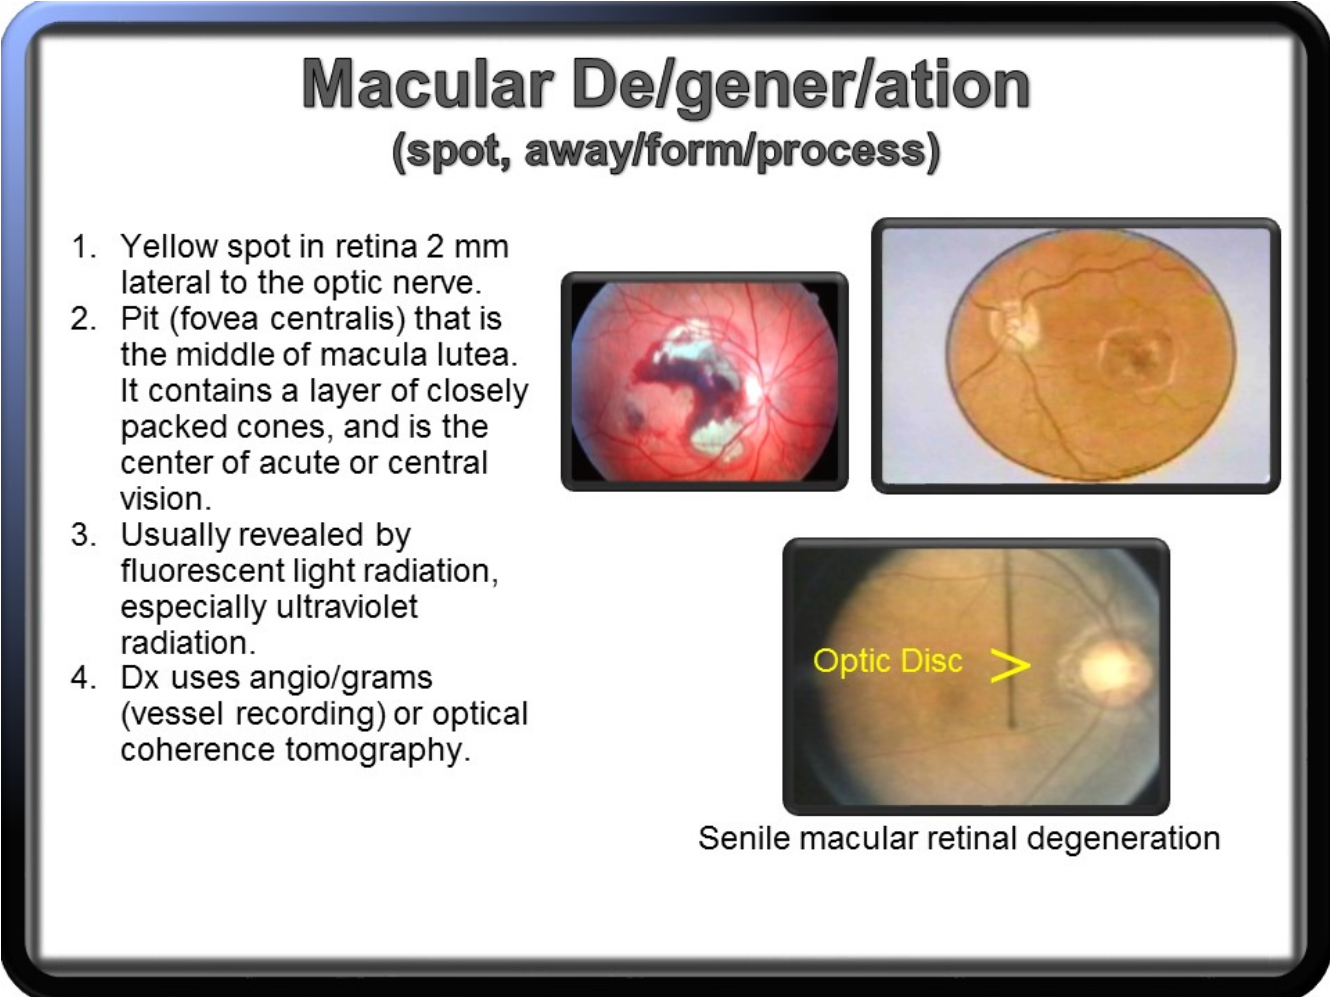 Macular De/gener/ation
(spot, away/form/process)
1. Yellow spot in retina 2 mm
lateral to the optic nerve.
2. Pit (fovea centralis) that is
the middle of macula lutea.
It contains a layer of closely
packed cones, and is the
center of acute or central
vision.
3. Usually revealed by
fluorescent light radiation,
especially ultraviolet
radiation.
4. Dx uses angio/grams
(vessel recording) or optical
coherence tomography.
Optic Disc >
Senile macular retinal degeneration